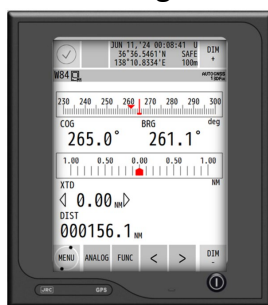 JUN 11,'24 00:08:41 U
36°36.5461'N SAFE
138°10.8334'E 100m
DIM
+
W84
AUTOGNSS
230 240 250 260 270 280 290 300
COG BRG deg
265.0° 261.1°
1.00 0.50 0.00 0.50 1.00
XTD NM
0.00 NM
DIST
000156.1 NM
MENU ANALOG FUNC < > DIM
-
JRC GPS